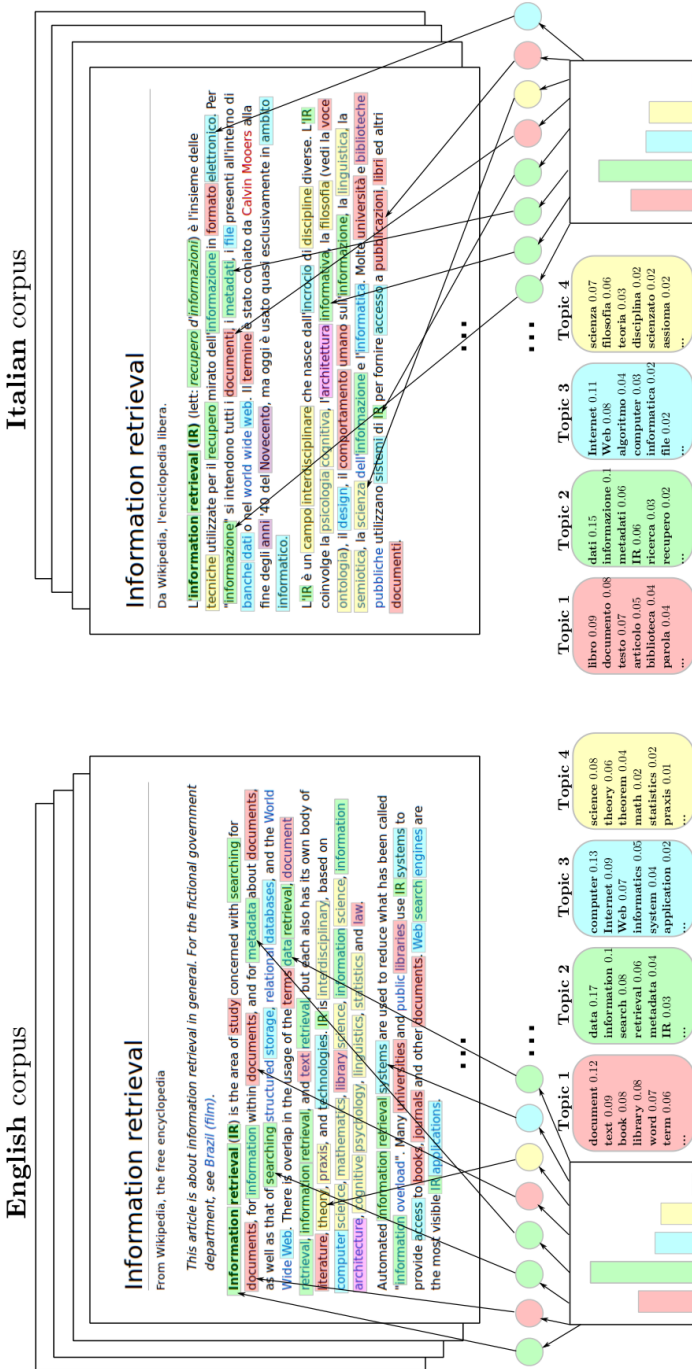 English corpus
Information retrieval
From Wikipedia, the free encyclopedia
This article is about information retrieval in general. For the fictional government
department, see Brazil (film).
Information retrieval (IR) is the area of study concerned with searching for
documents, for information within documents, and for metadata about documents,
as well as that of searching structured storage, relational databases, and the World
Wide Web. There is overlap in the usage of the terms data retrieval, document
retrieval, information retrieval, and text retrieval, but each also has its own body of
literature, theory, praxis, and technologies. IR is interdisciplinary, based on
computer science, mathematics, library science, information science, information
architecture, cognitive psychology, linguistics, statistics and law.
Automated information retrieval systems are used to reduce what has been called
"information overload". Many universities and public libraries use IR systems to
provide access to books, journals and other documents. Web search engines are
the most visible IR applications.
...
...
Topic 1
document 0.12
text 0.09
book 0.08
library 0.08
word 0.07
term 0.06
...
Topic 2
data 0.17
information 0.1
search 0.08
retrieval 0.06
metadata 0.04
IR 0.03
...
Topic 3
computer 0.13
Internet 0.09
Web 0.07
informatics 0.05
system 0.04
application 0.02
...
Topic 4
science 0.08
theory 0.06
theorem 0.04
math 0.02
statistics 0.02
praxis 0.01
...
Italian corpus
Information retrieval
Da Wikipedia, l'enciclopedia libera.
L'information retrieval (IR) (lett: recupero d'informazioni) è l'insieme delle
tecniche utilizzate per il recupero mirato dell'informazione in formato elettronico. Per
"informazione" si intendono tutti i documenti, i metadati, i file presenti all'interno di
banche dati o nel world wide web. Il termine è stato coniato da Calvin Mooers alla
fine degli anni '40 del Novecento, ma oggi è usato quasi esclusivamente in ambito
informatico.
L'IR è un campo interdisciplinare che nasce dall'incrocio di discipline diverse. L'IR
coinvolge la psicologia cognitiva, l'architettura informativa, la filosofia (vedi la voce
ontologia), il design, il comportamento umano sull'informazione, la linguistica, la
semiotica, la scienza dell'informazione e l'informatica. Molte università e biblioteche
pubbliche utilizzano sistemi di IR per fornire accesso a pubblicazioni, libri ed altri
documenti.
...
...
Topic 1
libro 0.09
documento 0.08
testo 0.07
articolo 0.05
biblioteca 0.04
parola 0.04
...
Topic 2
dati 0.15
informazione 0.1
metadati 0.06
IR 0.06
ricerca 0.03
recupero 0.02
...
Topic 3
Internet 0.11
Web 0.08
algoritmo 0.04
computer 0.03
informatica 0.02
file 0.02
...
Topic 4
scienza 0.07
filosofia 0.06
teoria 0.03
disciplina 0.02
scienzato 0.02
assioma 0.02
...